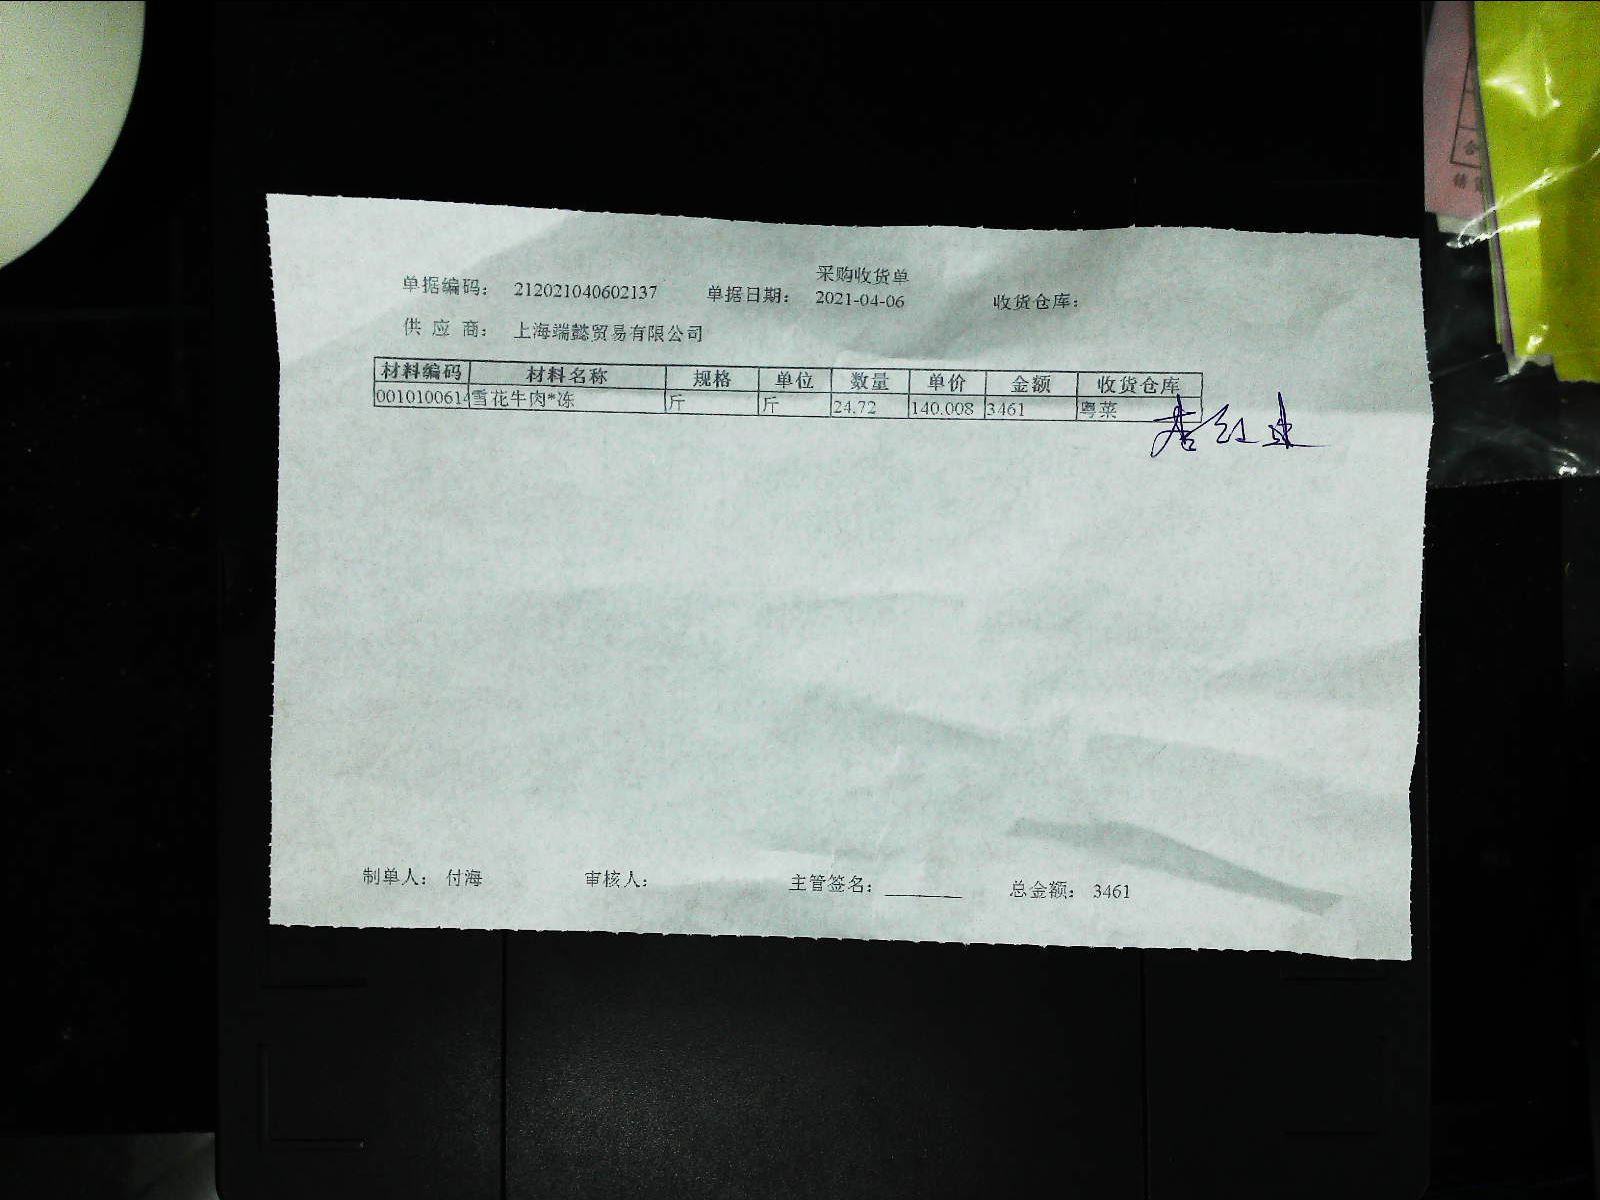 采购收货单
单据编码： 212021040602137 单据日期： 2021-04-06 收货仓库：
供 应 商： 上海端懿贸易有限公司
材料编码 材料名称 规格 单位 数量 单价 金额 收货仓库
0010100614 雪花牛肉*冻 斤 斤 24.72 140.008 3461 粤菜
制单人： 付海 审核人： 主管签名： 总金额： 3461
合
销货